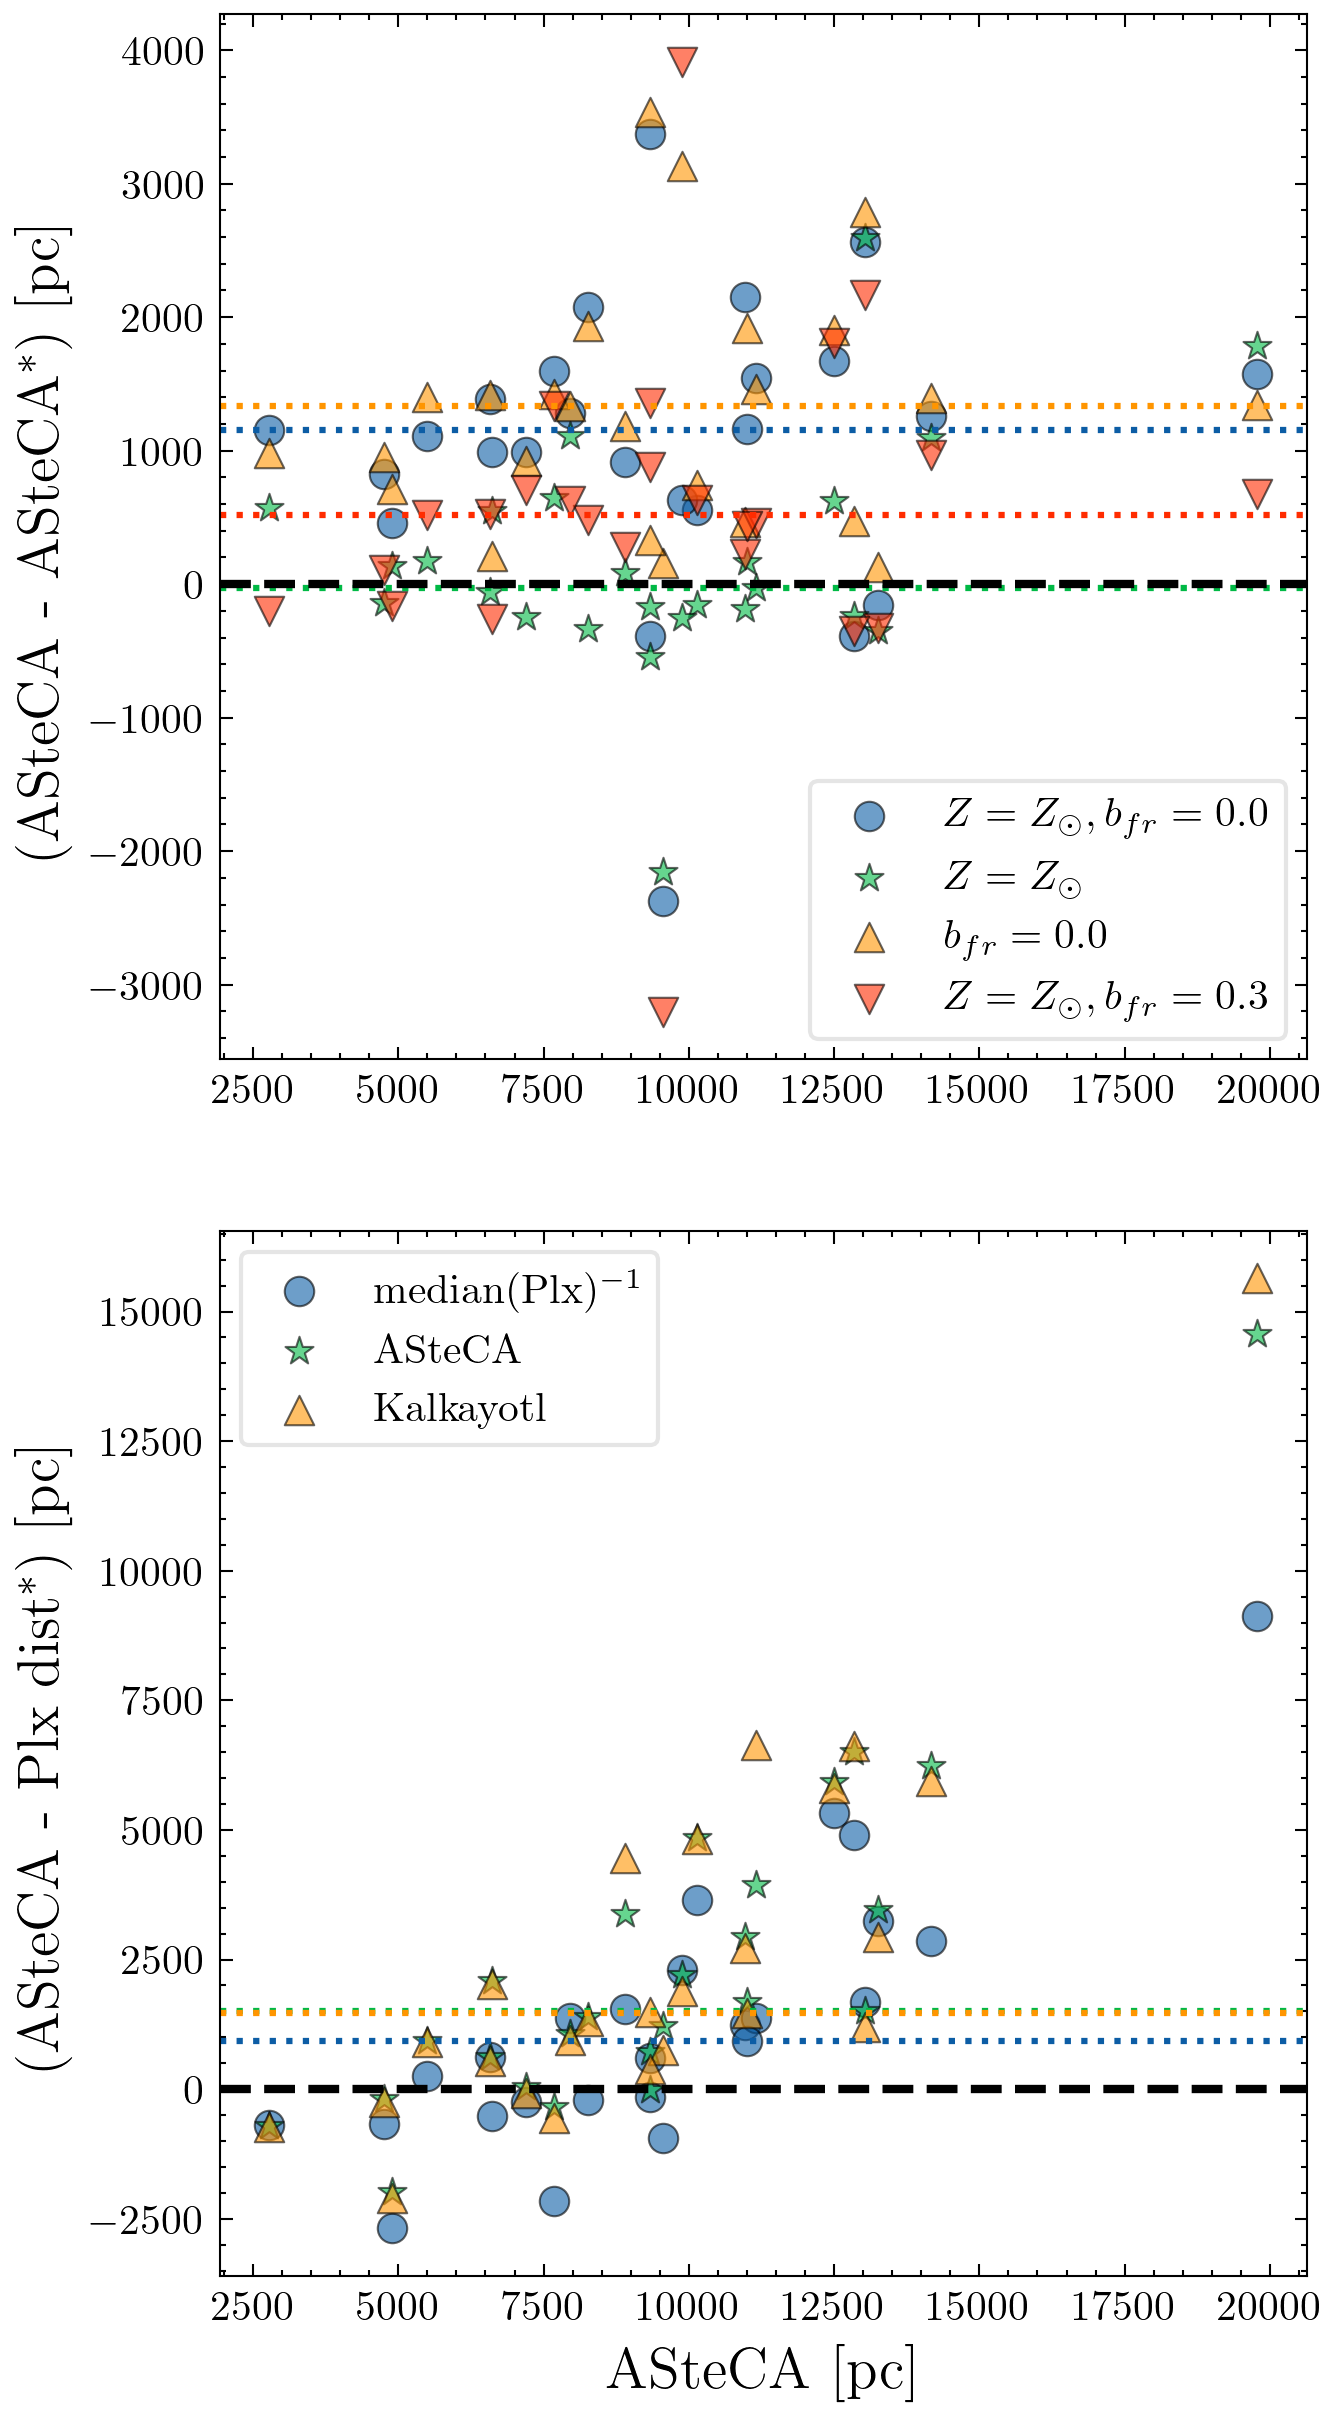 4000
3000
2000
1000
0
−1000
−2000
−3000
(ASteCA - ASteCA*) [pc]
Z = Z⊙, b_fr = 0.0
Z = Z⊙
b_fr = 0.0
Z = Z⊙, b_fr = 0.3
2500 5000 7500 10000 12500 15000 17500 20000
median(Plx)⁻¹
ASteCA
Kalkayotl
15000
12500
10000
7500
5000
2500
0
−2500
(ASteCA - Plx dist*) [pc]
2500 5000 7500 10000 12500 15000 17500 20000
ASteCA [pc]